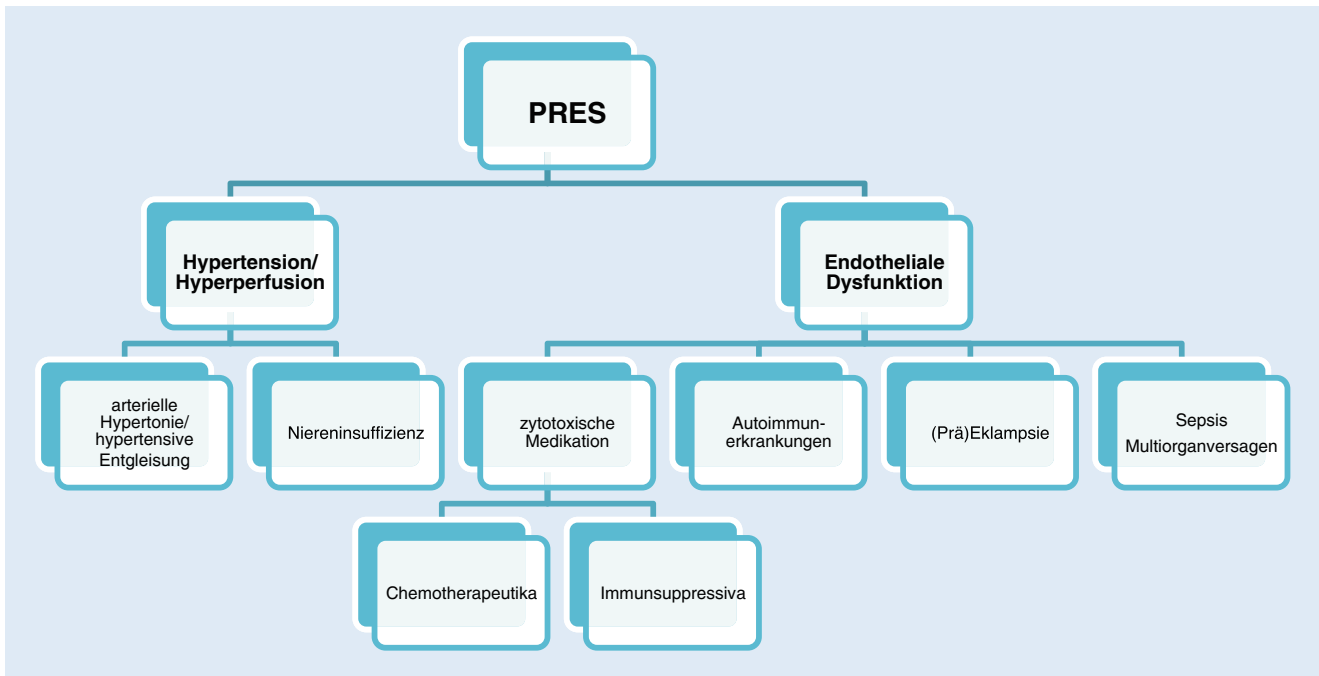 PRES
Hypertension/
Hyperperfusion
Endotheliale
Dysfunktion
arterielle
Hypertonie/
hypertensive
Entgleisung
Niereninsuffizienz
zytotoxische
Medikation
Autoimmun-
erkrankungen
(Prä)Eklampsie
Sepsis
Multiorganversagen
Chemotherapeutika
Immunsuppressiva